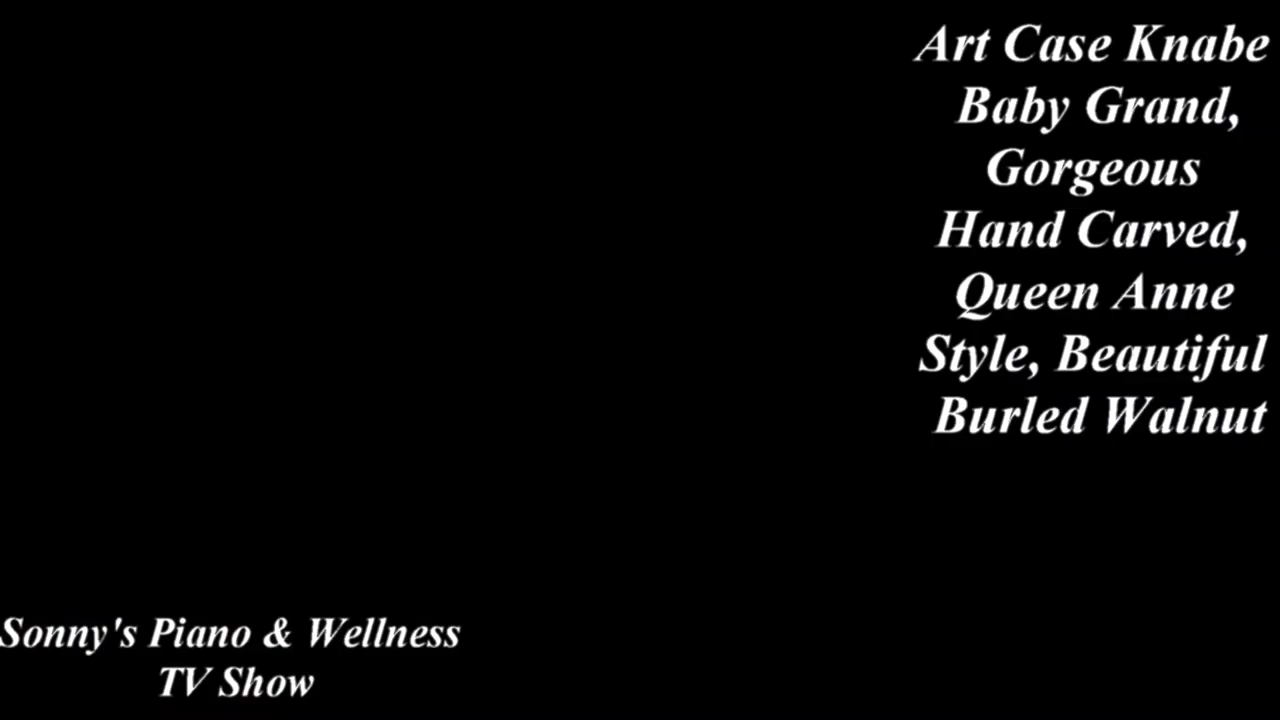 Art Case Knabe
Baby Grand,
Gorgeous
Hand Carved,
Queen Anne
Style, Beautiful
Burled Walnut
Sonny's Piano & Wellness
TV Show